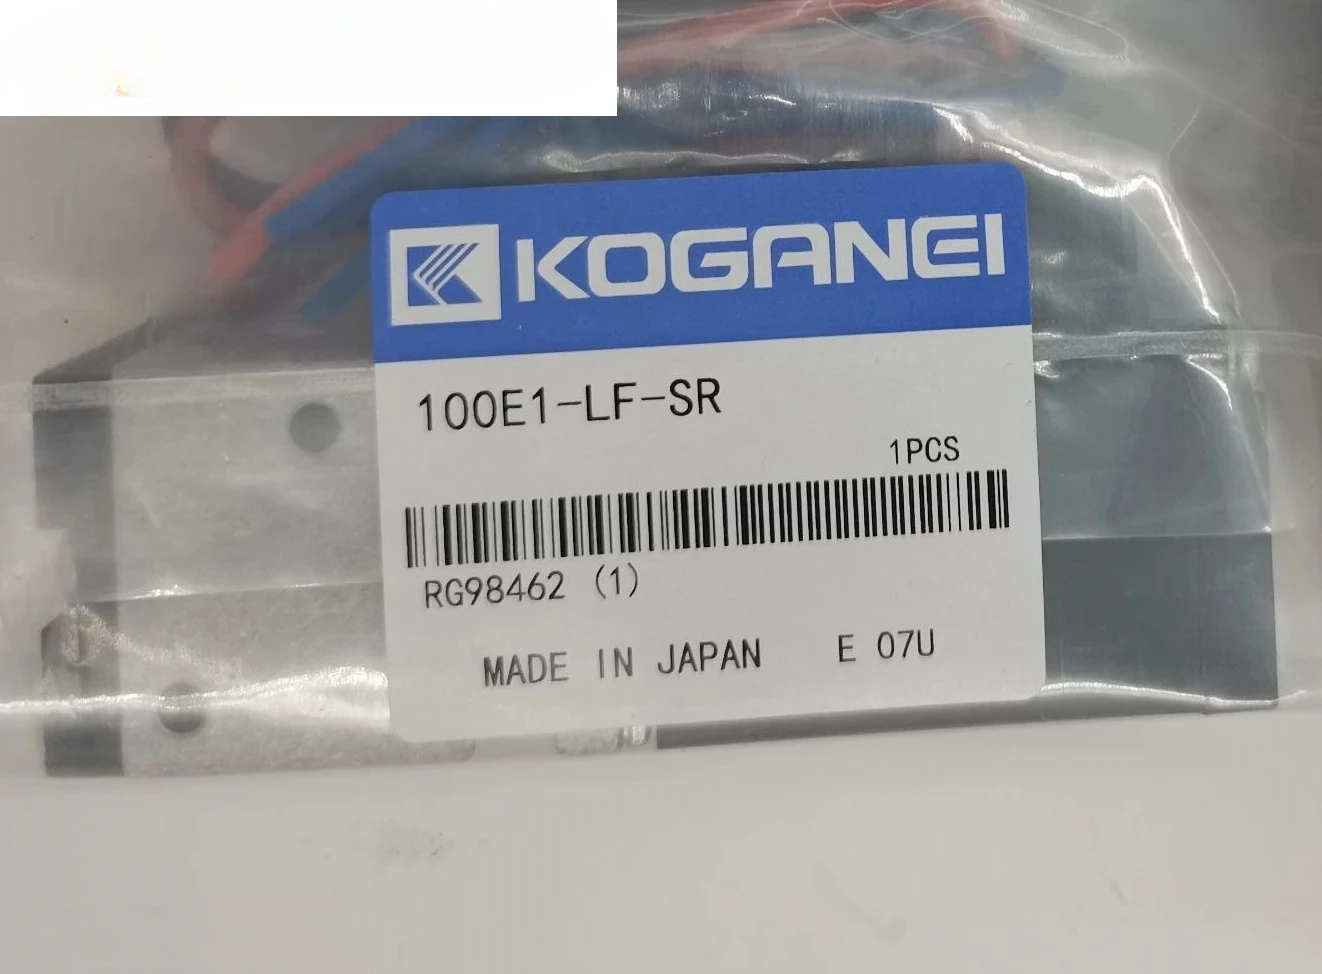 KOGANEI
100E1-LF-SR
1PCS
RG98462 (1)
MADE IN JAPAN E 07U